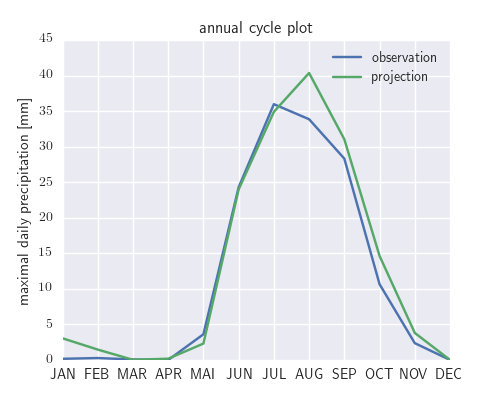 annual cycle plot
45
40
35
30
25
20
15
10
5
0
maximal daily precipitation [mm]
observation
projection
JAN FEB MAR APR MAI JUN JUL AUG SEP OCT NOV DEC